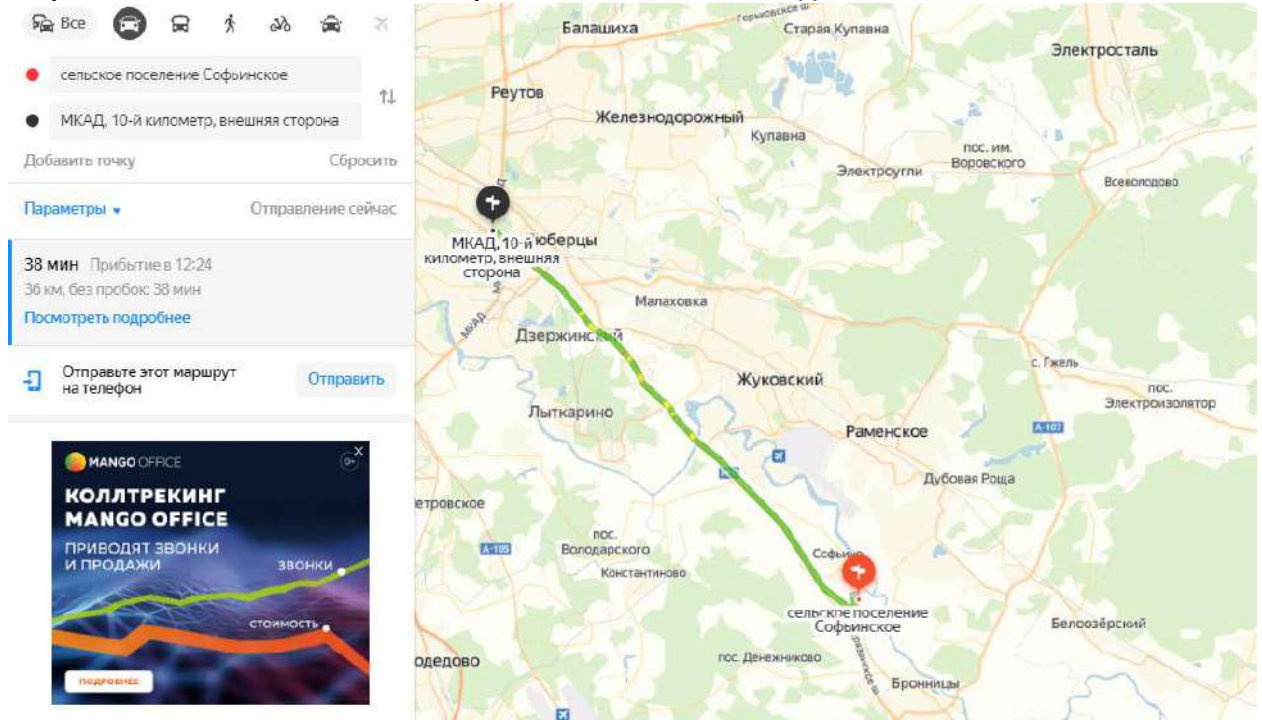 Все
сельское поселение Софьинское
МКАД, 10-й километр, внешняя сторона
Добавить точку
Сбросить
Параметры
Отправление сейчас
38 мин Прибытие в 12:24
36 км, без пробок: 38 мин
Посмотреть подробнее
Отправьте этот маршрут
на телефон
Отправить
MANGO OFFICE
0+
КОЛЛТРЕКИНГ
MANGO OFFICE
ПРИВОДЯТ ЗВОНКИ
И ПРОДАЖИ
ЗВОНКИ
СТОИМОСТЬ
ПОДРОБНЕЕ
Балашиха
Старая Купавна
Электросталь
Реутов
Железнодорожный
Купавна
пос. им.
Воровского
Электроугли
Всеволодово
МКАД, 10-й
километр, внешняя
сторона
юберцы
Малаховка
МКАД
Дзержинский
с. Гжель
Жуковский
пос.
Электроизолятор
Лыткарино
Раменское
А-107
Дубовая Роща
етровское
пос.
Володарского
А-105
Константиново
Софьино
сельское поселение
Софьинское
Белоозёрский
одедово
пос. Денежниково
Бронницы